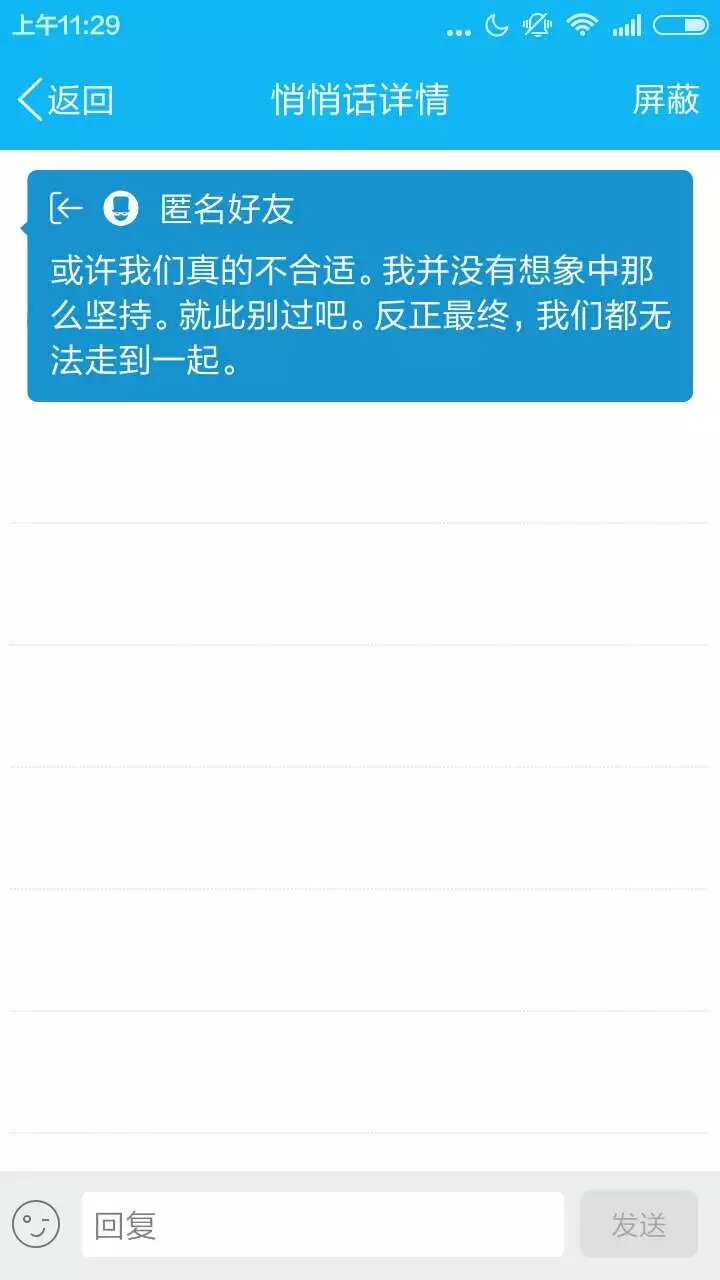 上午11:29
返回
悄悄话详情
屏蔽
匿名好友
或许我们真的不合适。我并没有想象中那
么坚持。就此别过吧。反正最终，我们都无
法走到一起。
回复
发送